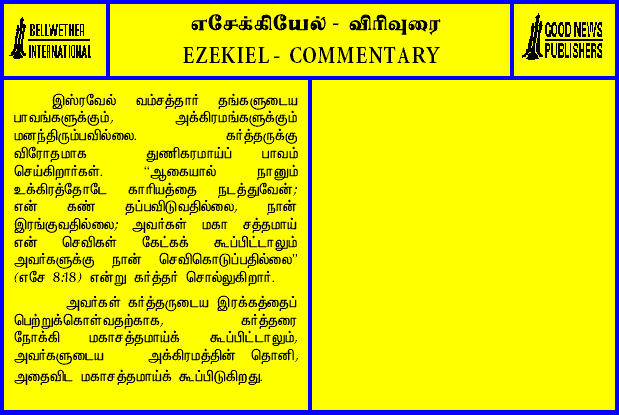 BELLWETHER
INTERNATIONAL
எசேக்கியேல் - விரிவுரை
EZEKIEL - COMMENTARY
GOOD NEWS
PUBLISHERS
இஸ்ரவேல் வம்சத்தார் தங்களுடைய
பாவங்களுக்கும், அக்கிரமங்களுக்கும்
மனந்திரும்பவில்லை. கர்த்தருக்கு
விரோதமாக துணிகரமாய்ப் பாவம்
செய்கிறார்கள். “ஆகையால் நானும்
உக்கிரத்தோடே காரியத்தை நடத்துவேன்;
என் கண் தப்பவிடுவதில்லை, நான்
இரங்குவதில்லை; அவர்கள் மகா சத்தமாய்
என் செவிகள் கேட்கக் கூப்பிட்டாலும்
அவர்களுக்கு நான் செவிகொடுப்பதில்லை”
(எசே 8:18) என்று கர்த்தர் சொல்லுகிறார்.
அவர்கள் கர்த்தருடைய இரக்கத்தைப்
பெற்றுக்கொள்வதற்காக, கர்த்தரை
நோக்கி மகாசத்தமாய்க் கூப்பிட்டாலும்,
அவர்களுடைய அக்கிரமத்தின் தொனி,
அதைவிட மகாசத்தமாய்க் கூப்பிடுகிறது.